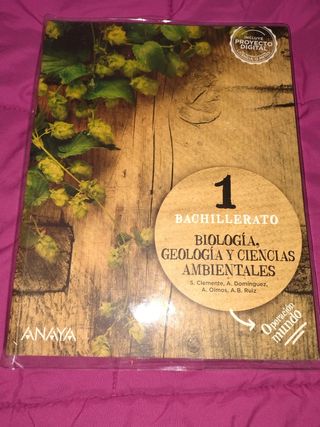 INCLUYE
PROYECTO
DIGITAL
1
BACHILLERATO
BIOLOGÍA,
GEOLOGÍA Y CIENCIAS
AMBIENTALES
S. Clemente, A. Domínguez,
A. Olmos, A. B. Ruiz
Operación
mundo
ANAYA